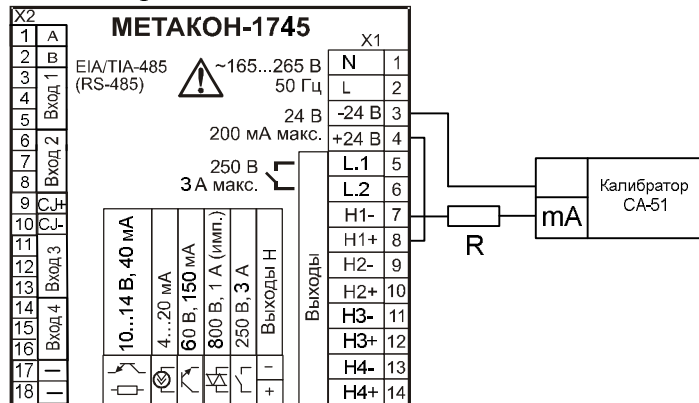 X2
МЕТАКОН-1745
X1
1 A
2 B
3
4
5
Вход 1
6
7
8
Вход 2
9 CJ+
10 CJ-
11
12
13
Вход 3
14
15
16
Вход 4
17 —
18 —
EIA/TIA-485
(RS-485)
~165...265 В
50 Гц
24 В
200 мА макс.
250 В
3 А макс.
N 1
L 2
-24 В 3
+24 В 4
L.1 5
L.2 6
H1- 7
H1+ 8
H2- 9
H2+ 10
H3- 11
H3+ 12
H4- 13
H4+ 14
Выходы
10...14 В, 40 мА
4...20 мА
60 В, 150 мА
800 В, 1 А (имп.)
250 В, 3 А
Выходы Н
−
+
R
mA
Калибратор
СА-51